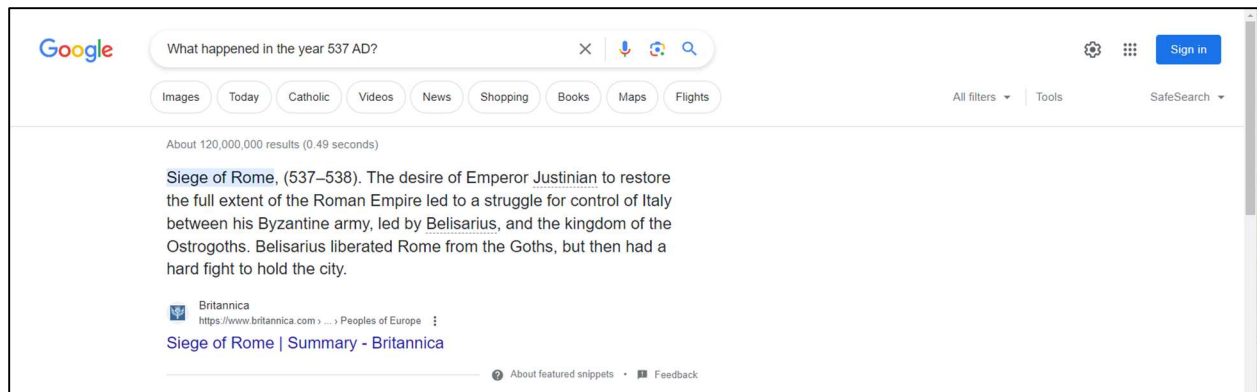 Google
What happened in the year 537 AD?
Sign in
Images Today Catholic Videos News Shopping Books Maps Flights
All filters Tools SafeSearch
About 120,000,000 results (0.49 seconds)
Siege of Rome, (537–538). The desire of Emperor Justinian to restore
the full extent of the Roman Empire led to a struggle for control of Italy
between his Byzantine army, led by Belisarius, and the kingdom of the
Ostrogoths. Belisarius liberated Rome from the Goths, but then had a
hard fight to hold the city.
Britannica
https://www.britannica.com › ... › Peoples of Europe
Siege of Rome | Summary - Britannica
About featured snippets • Feedback